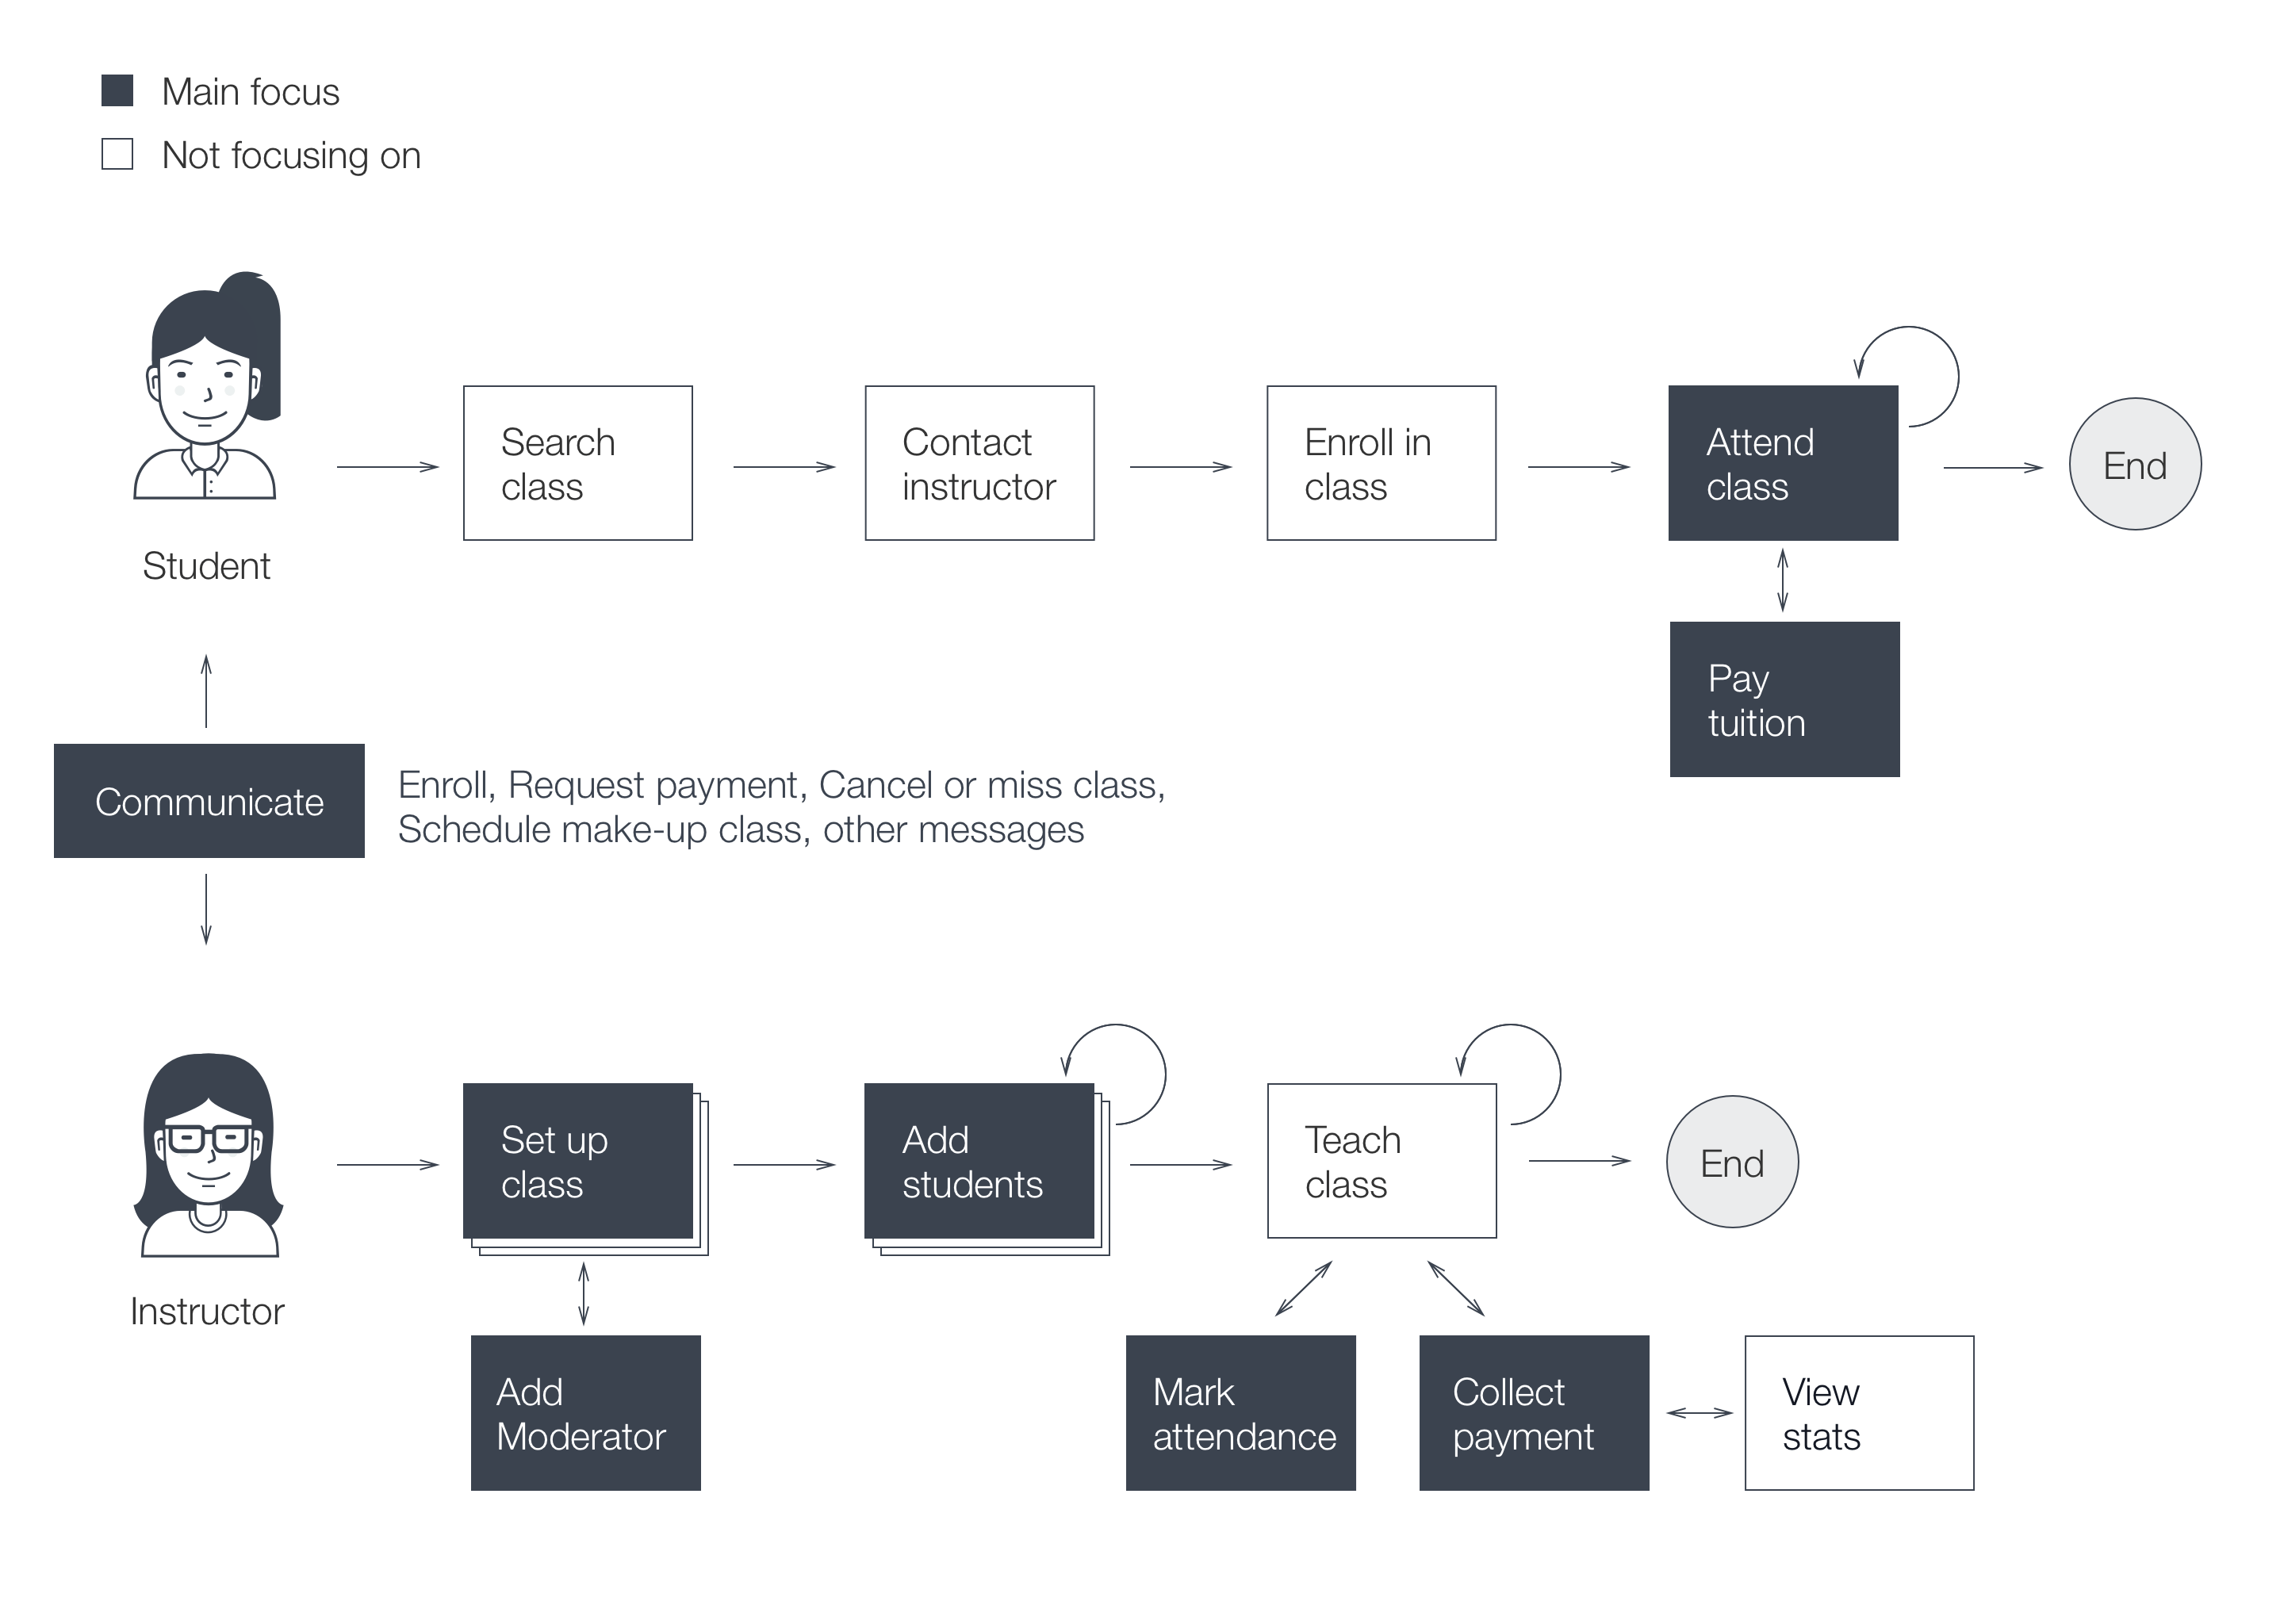 Main focus
Not focusing on
Search
class
Contact
instructor
Enroll in
class
Attend
class
End
Student
Pay
tuition
Communicate
Enroll, Request payment, Cancel or miss class,
Schedule make-up class, other messages
Set up
class
Add
students
Teach
class
End
Instructor
Add
Moderator
Mark
attendance
Collect
payment
View
stats